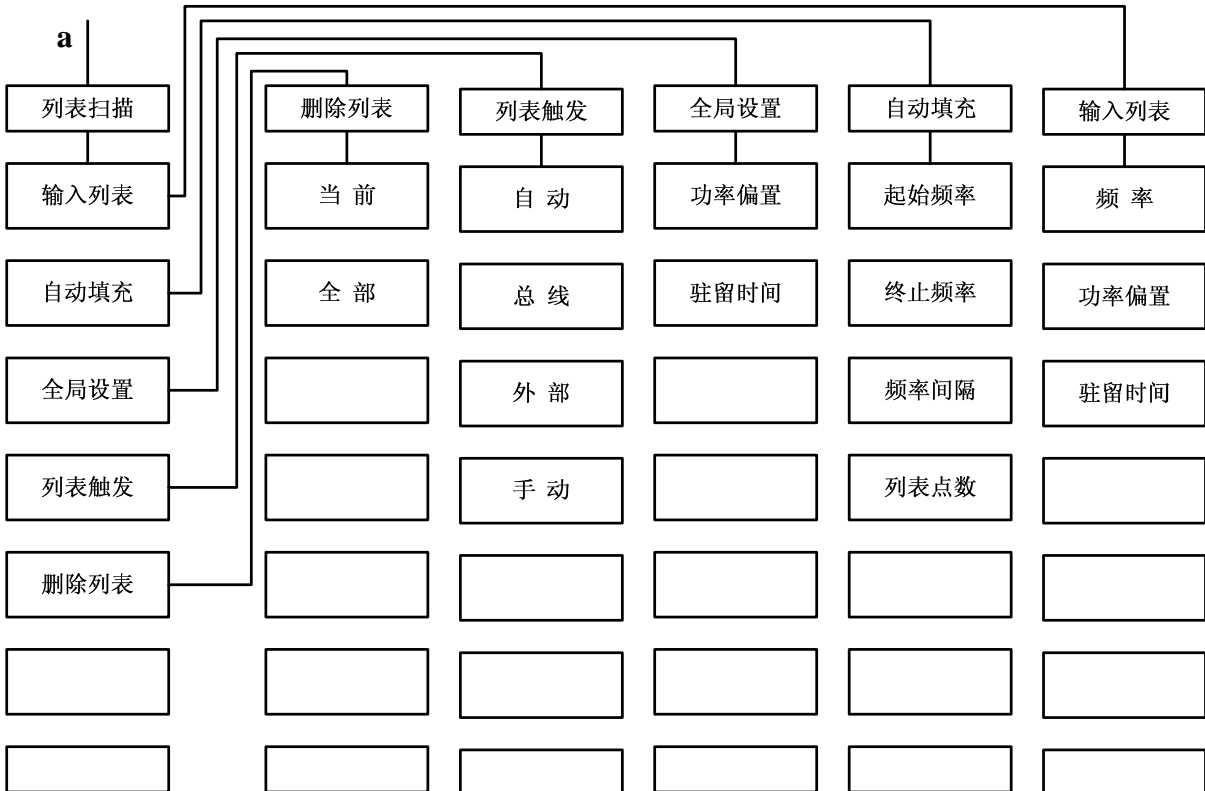 a
列表扫描
输入列表
自动填充
全局设置
列表触发
删除列表
删除列表
当 前
全 部
列表触发
自 动
总 线
外 部
手 动
全局设置
功率偏置
驻留时间
自动填充
起始频率
终止频率
频率间隔
列表点数
输入列表
频 率
功率偏置
驻留时间